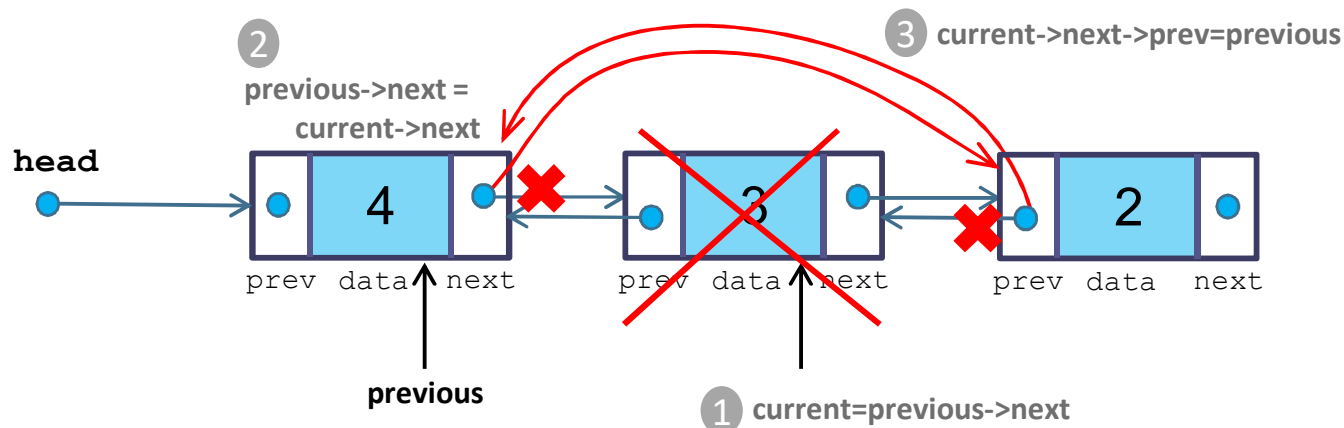 2
3 current->next->prev=previous
previous->next =
current->next
head
4
3
2
prev data next
prev data next
prev data next
previous
1 current=previous->next